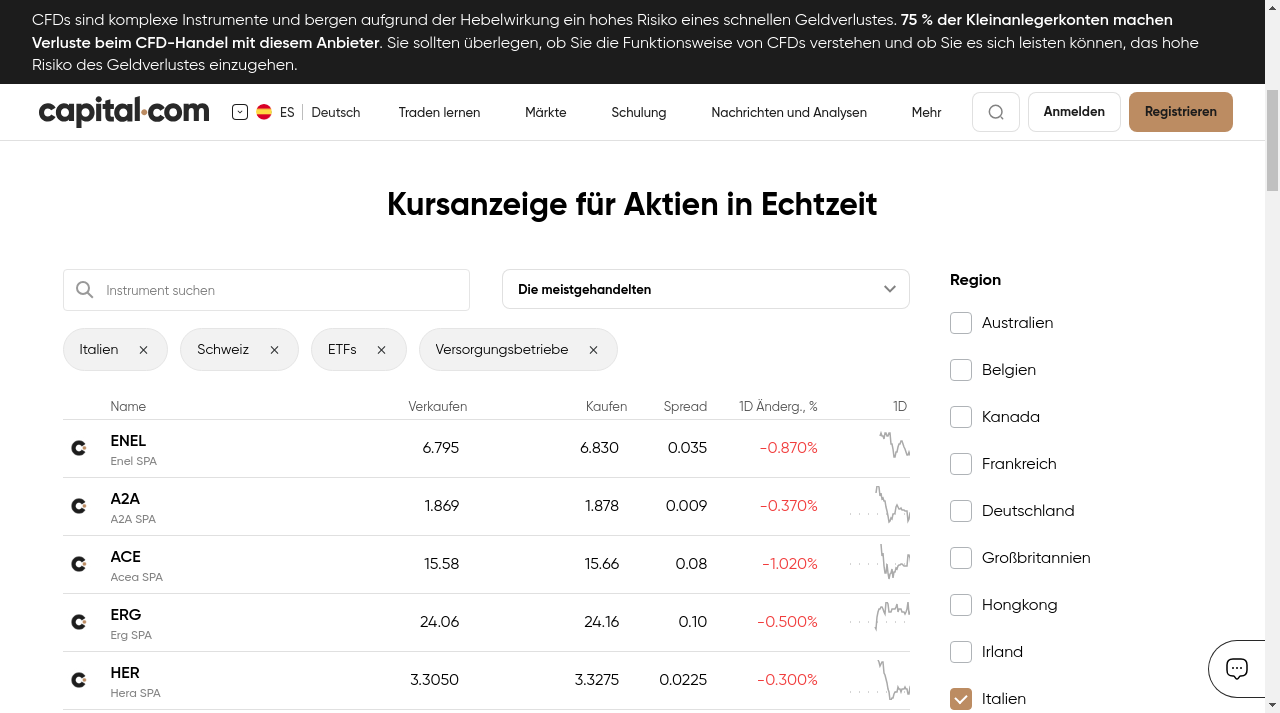 CFDs sind komplexe Instrumente und bergen aufgrund der Hebelwirkung ein hohes Risiko eines schnellen Geldverlustes. 75 % der Kleinanlegerkonten machen
Verluste beim CFD-Handel mit diesem Anbieter. Sie sollten überlegen, ob Sie die Funktionsweise von CFDs verstehen und ob Sie es sich leisten können, das hohe
Risiko des Geldverlustes einzugehen.
capital.com ES Deutsch Traden lernen Märkte Schulung Nachrichten und Analysen Mehr Anmelden Registrieren
Kursanzeige für Aktien in Echtzeit
Instrument suchen
Die meistgehandelten
Italien
Schweiz
ETFs
Versorgungsbetriebe
Name Verkaufen Kaufen Spread 1D Änderg., % 1D
ENEL 6.795 6.830 0.035 -0.870%
Enel SPA
A2A 1.869 1.878 0.009 -0.370%
A2A SPA
ACE 15.58 15.66 0.08 -1.020%
Acea SPA
ERG 24.06 24.16 0.10 -0.500%
Erg SPA
HER 3.3050 3.3275 0.0225 -0.300%
Hera SPA
Region
Australien
Belgien
Kanada
Frankreich
Deutschland
Großbritannien
Hongkong
Irland
Italien